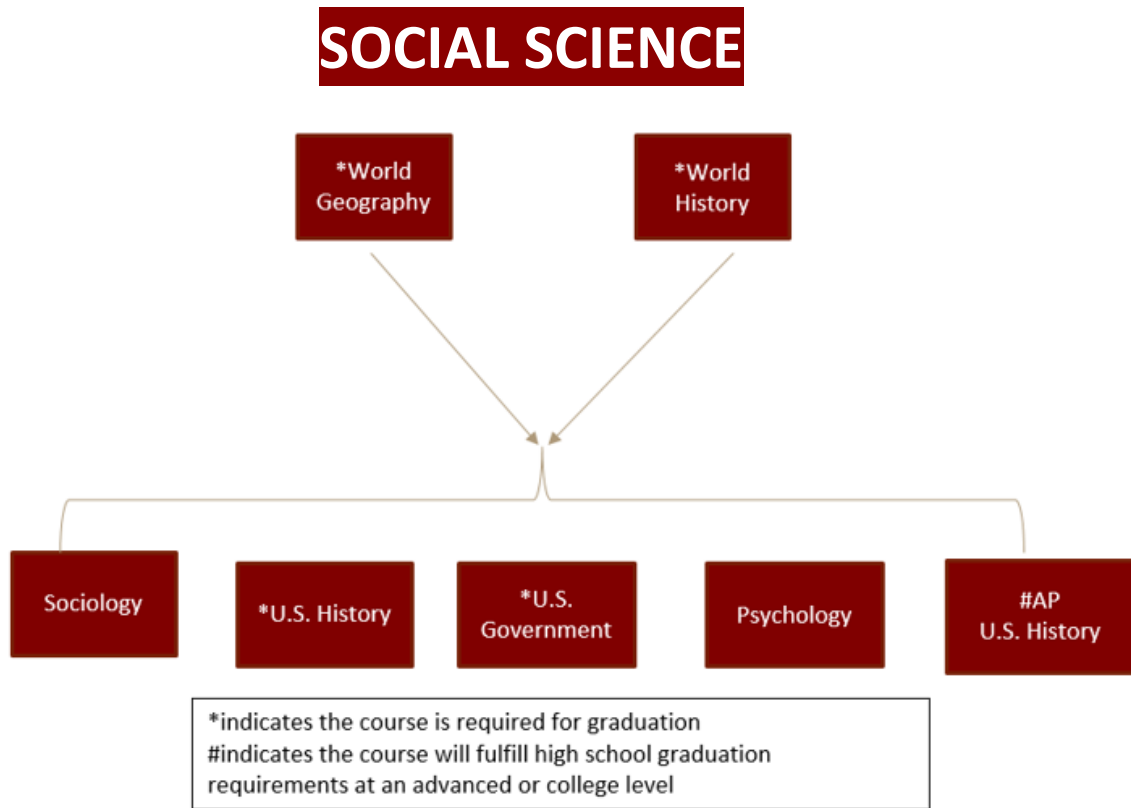 SOCIAL SCIENCE
*World
Geography
*World
History
Sociology
*U.S. History
*U.S.
Government
Psychology
#AP
U.S. History
*indicates the course is required for graduation
#indicates the course will fulfill high school graduation
requirements at an advanced or college level